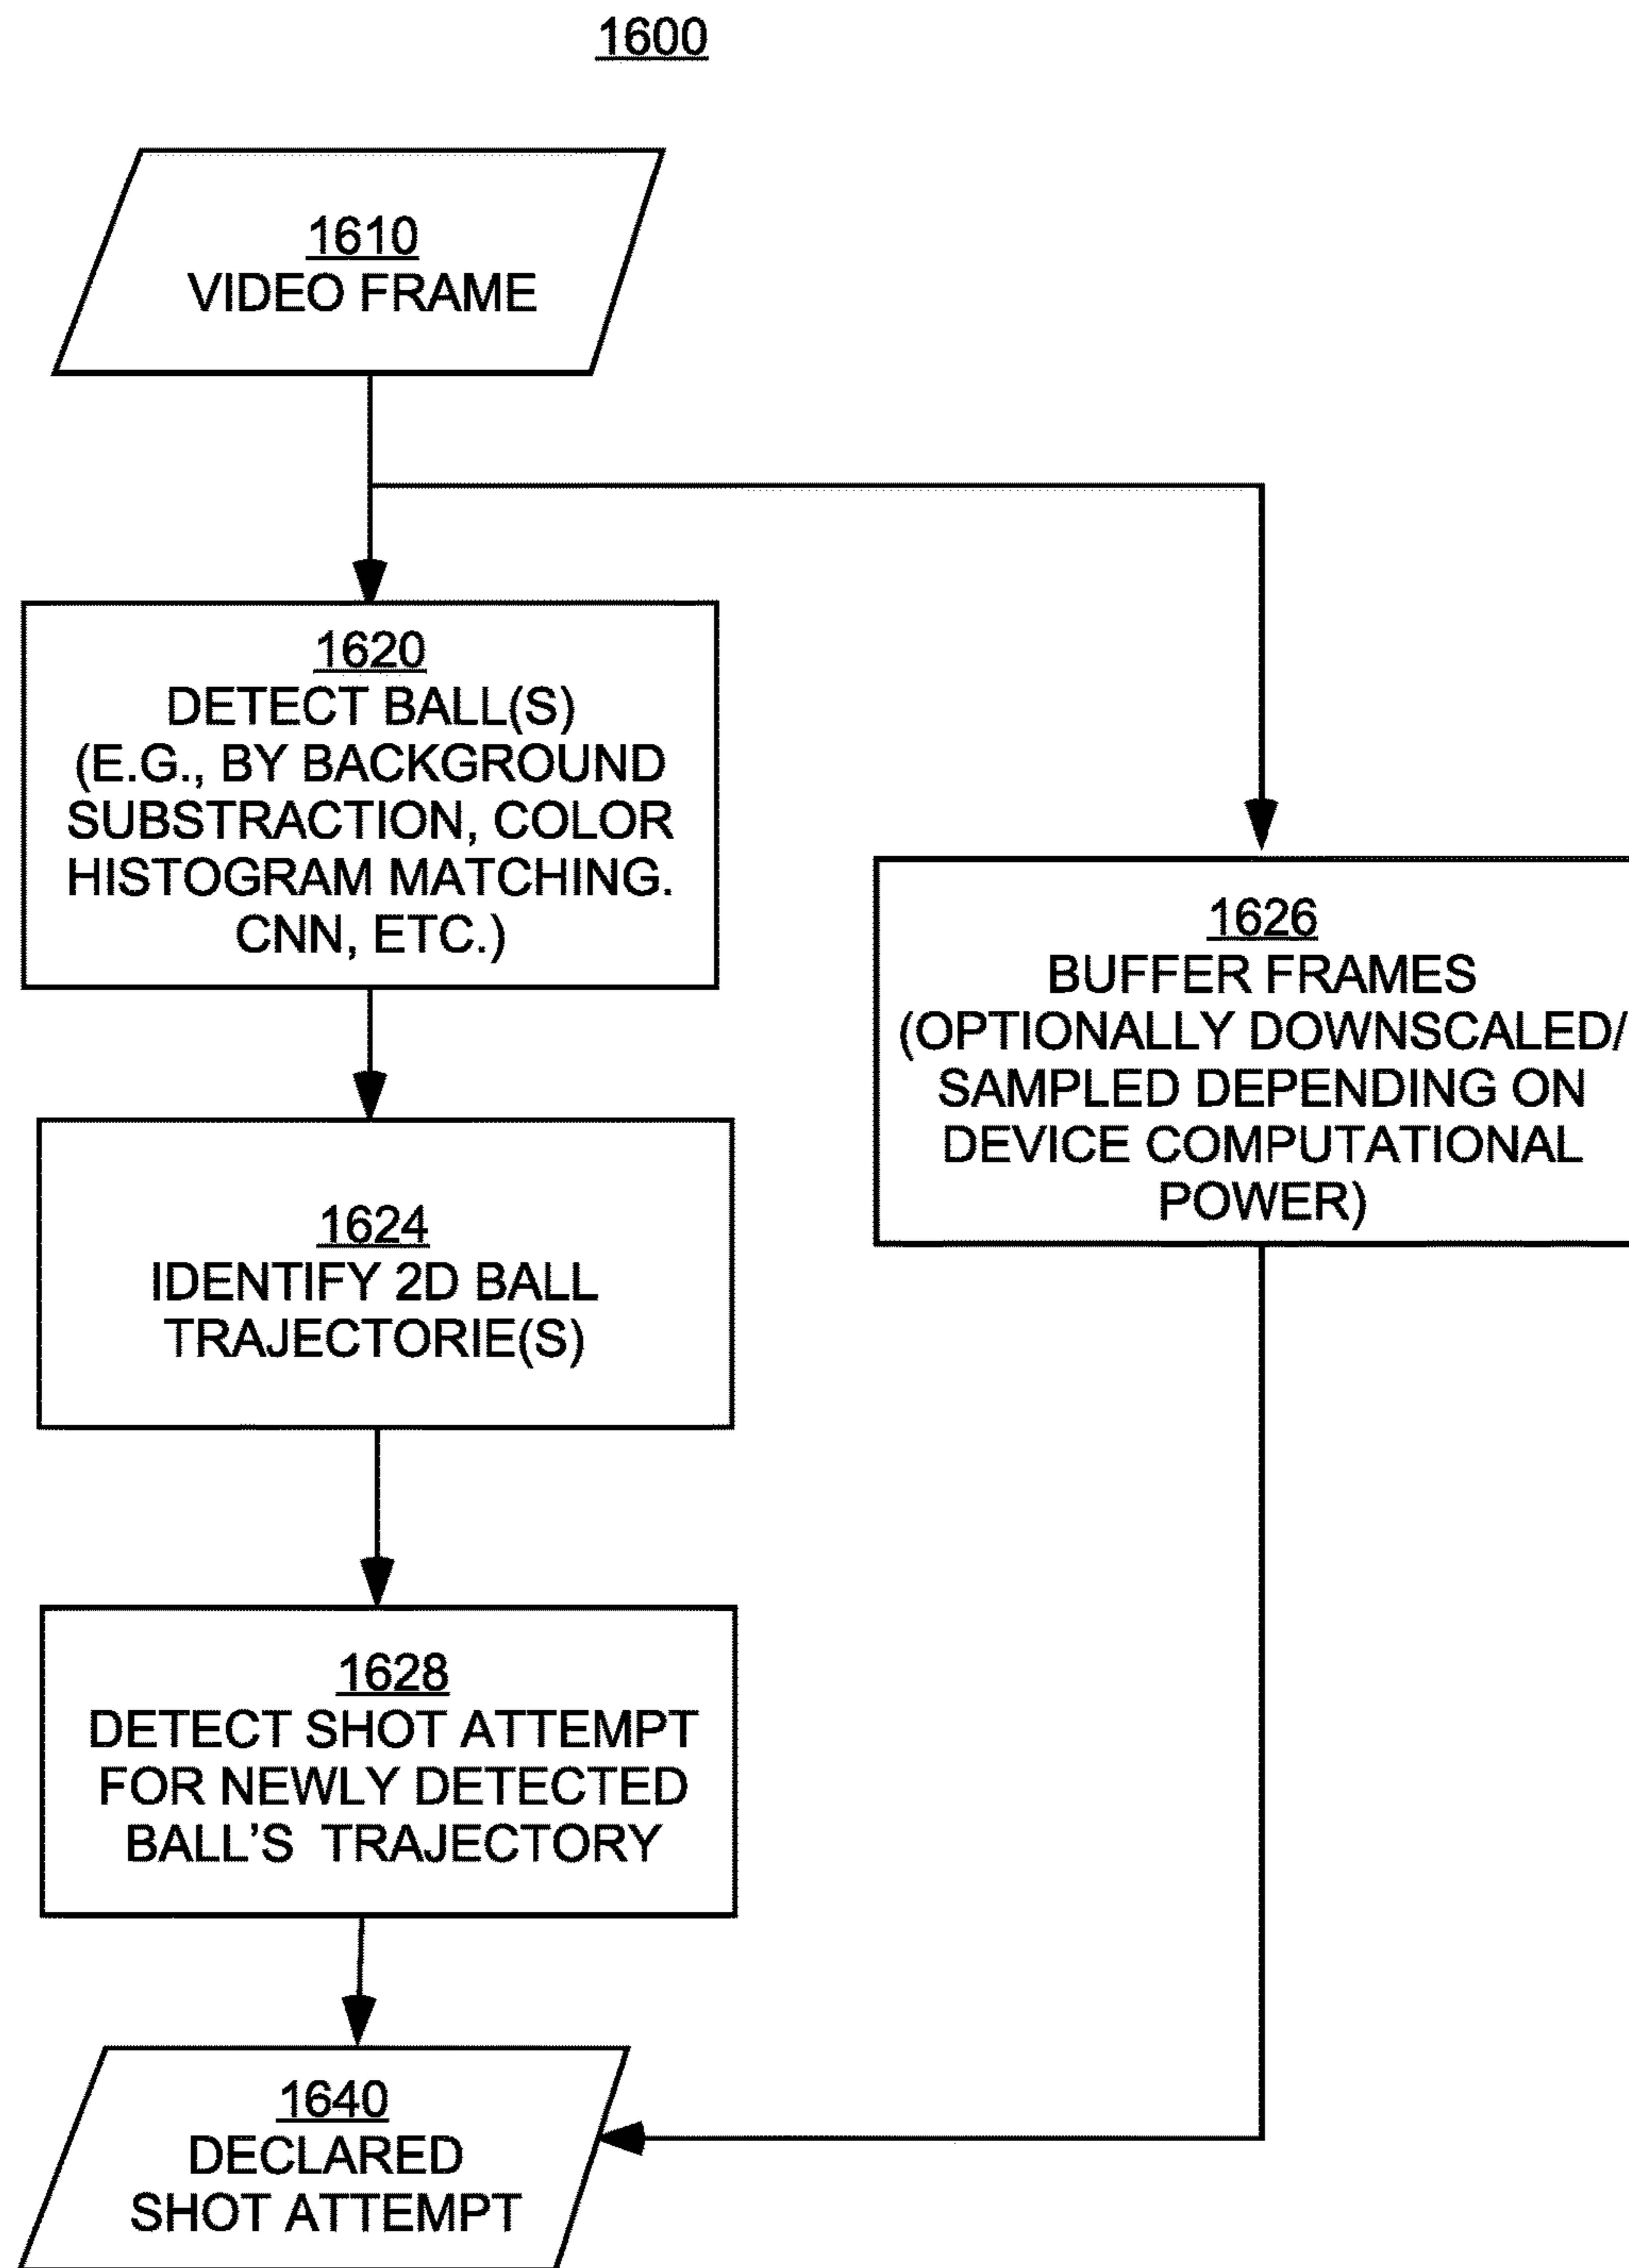 1600
1610
VIDEO FRAME
1620
DETECT BALL(S)
(E.G., BY BACKGROUND
SUBSTRACTION, COLOR
HISTOGRAM MATCHING.
CNN, ETC.)
1626
BUFFER FRAMES
(OPTIONALLY DOWNSCALED/
SAMPLED DEPENDING ON
DEVICE COMPUTATIONAL
POWER)
1624
IDENTIFY 2D BALL
TRAJECTORIE(S)
1628
DETECT SHOT ATTEMPT
FOR NEWLY DETECTED
BALL'S TRAJECTORY
1640
DECLARED
SHOT ATTEMPT